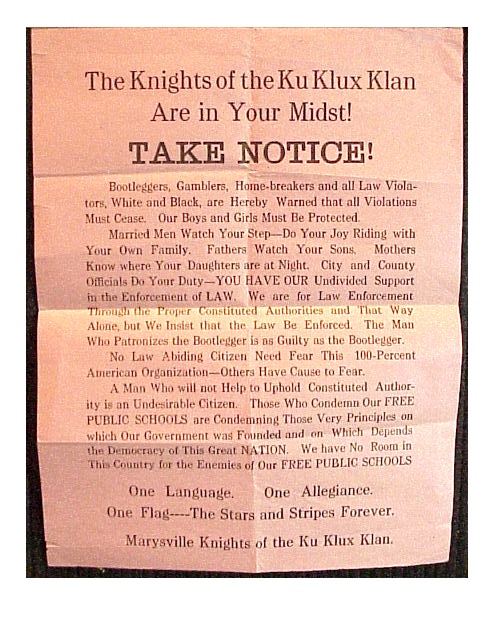 The Knights of the Ku Klux Klan
Are in Your Midst!
TAKE NOTICE!
Bootleggers, Gamblers, Home-breakers and all Law Viola-
tors, White and Black, are Hereby Warned that all Violations
Must Cease. Our Boys and Girls Must Be Protected.
Married Men Watch Your Step—Do Your Joy Riding with
Your Own Family. Fathers Watch Your Sons. Mothers
Know where Your Daughters are at Night. City and County
Officials Do Your Duty—YOU HAVE OUR Undivided Support
in the Enforcement of LAW. We are for Law Enforcement
Through the Proper Constituted Authorities and That Way
Alone, but We Insist that the Law Be Enforced. The Man
Who Patronizes the Bootlegger is as Guilty as the Bootlegger.
No Law Abiding Citizen Need Fear This 100-Percent
American Organization—Others Have Cause to Fear.
A Man Who will not Help to Uphold Constituted Author-
ity is an Undesirable Citizen. Those Who Condemn Our FREE
PUBLIC SCHOOLS are Condemning Those Very Principles on
which Our Government was Founded and on Which Depends
the Democracy of This Great NATION. We have No Room in
This Country for the Enemies of Our FREE PUBLIC SCHOOLS
One Language. One Allegiance.
One Flag----The Stars and Stripes Forever.
Marysville Knights of the Ku Klux Klan.